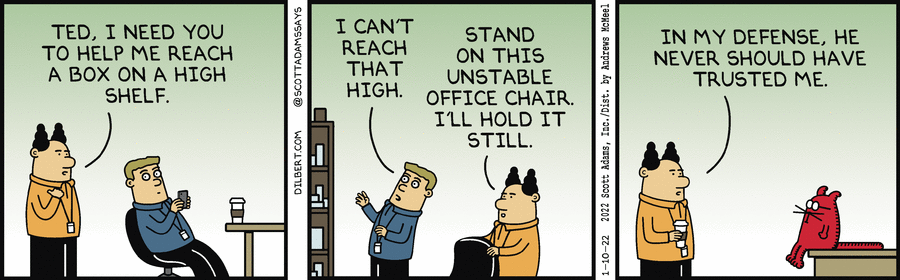 TED, I NEED YOU
TO HELP ME REACH
A BOX ON A HIGH
SHELF.
DILBERT.COM @SCOTTADAMSSAYS
I CAN'T
REACH
THAT
HIGH.
STAND
ON THIS
UNSTABLE
OFFICE CHAIR.
I'LL HOLD IT
STILL.
1-10-22 2022 Scott Adams, Inc./Dist. by Andrews McMeel
IN MY DEFENSE, HE
NEVER SHOULD HAVE
TRUSTED ME.